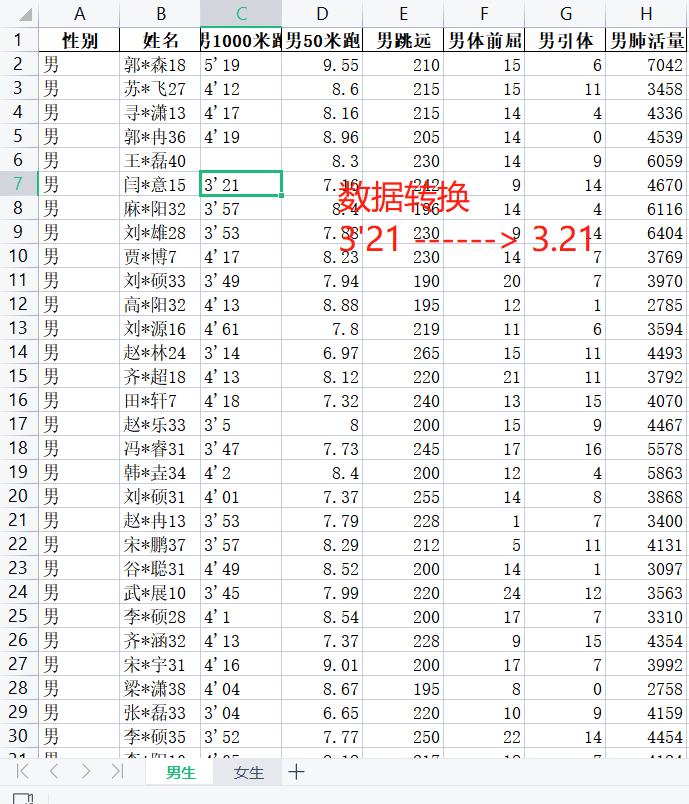 A B C D E F G H
1 性别 姓名 男1000米跑 男50米跑 男跳远 男体前屈 男引体 男肺活量
2 男 郭*森18 5'19 9.55 210 15 6 7042
3 男 苏*飞27 4'12 8.6 215 15 11 3458
4 男 寻*潇13 4'17 8.16 215 14 4 4336
5 男 郭*冉36 4'19 8.96 205 14 0 4539
6 男 王*磊40 8.3 230 14 9 6059
7 男 闫*意15 3'21 7.16 242 9 14 4670
8 男 麻*阳32 3'57 8.4 196 14 4 6116
9 男 刘*雄28 3'53 7.88 230 9 4 6404
10 男 贾*博7 4'17 8.23 230 14 7 3769
11 男 刘*硕33 3'49 7.94 190 20 7 3970
12 男 高*阳32 4'13 8.88 195 12 1 2785
13 男 刘*源16 4'61 7.8 219 11 6 3594
14 男 赵*林24 3'14 6.97 265 15 11 4493
15 男 齐*超18 4'13 8.12 220 21 11 3792
16 男 田*轩7 4'18 7.32 240 13 15 4070
17 男 赵*乐33 3'5 8 200 15 9 4467
18 男 冯*睿31 3'47 7.73 245 17 16 5578
19 男 韩*垚34 4'2 8.4 200 12 4 5863
20 男 刘*硕31 4'01 7.37 255 14 8 3868
21 男 赵*冉13 3'53 7.79 228 1 7 3400
22 男 宋*鹏37 3'57 8.29 212 5 11 4131
23 男 谷*聪31 4'49 8.52 200 14 1 3097
24 男 武*展10 3'45 7.99 220 24 12 3563
25 男 李*硕28 4'1 8.54 200 17 7 3310
26 男 齐*涵32 4'13 7.37 228 9 15 4354
27 男 宋*宇31 4'16 9.01 200 17 7 3992
28 男 梁*潇38 4'04 8.67 195 8 0 2758
29 男 张*磊33 3'04 6.65 220 10 9 4159
30 男 李*硕35 3'52 7.77 250 22 14 4454
数据转换
3'21 ------> 3.21
男生 女生